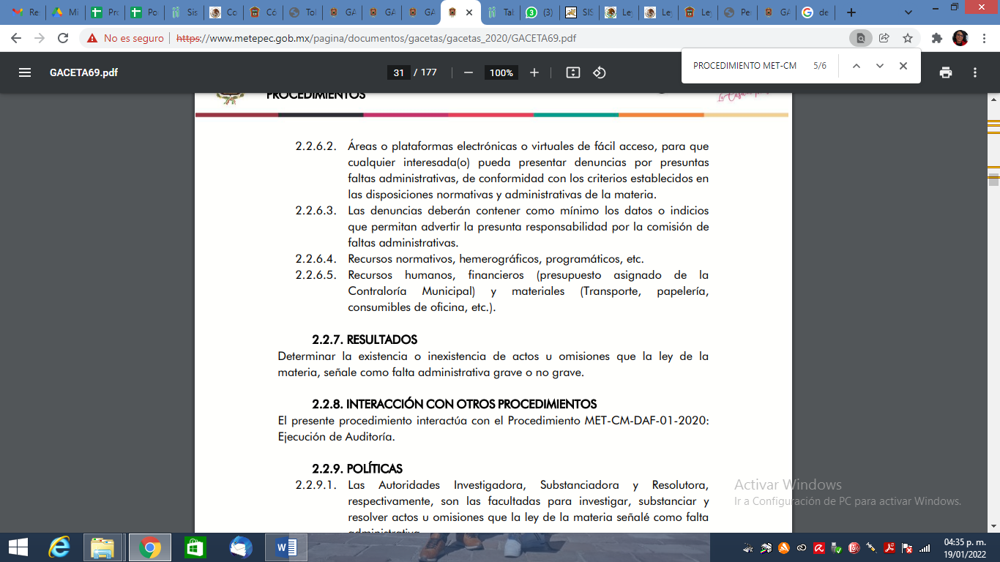 Re
Mi
Pro
Po
Sis
Co
Có
Tol
GA
GA
GA
Tal
(3)
SIS
Le
Le
Le
Pe
GA
de
No es seguro
https://www.metepec.gob.mx/pagina/documentos/gacetas/gacetas_2020/GACETA69.pdf
PROCEDIMIENTO MET-CM 5/6
GACETA69.pdf
31 / 177
100%
PROCEDIMIENTOS
2.2.6.2. Áreas o plataformas electrónicas o virtuales de fácil acceso, para que
cualquier interesada(o) pueda presentar denuncias por presuntas
faltas administrativas, de conformidad con los criterios establecidos en
las disposiciones normativas y administrativas de la materia.
2.2.6.3. Las denuncias deberán contener como mínimo los datos o indicios
que permitan advertir la presunta responsabilidad por la comisión de
faltas administrativas.
2.2.6.4. Recursos normativos, hemerográficos, programáticos, etc.
2.2.6.5. Recursos humanos, financieros (presupuesto asignado de la
Contraloría Municipal) y materiales (Transporte, papelería,
consumibles de oficina, etc.).
2.2.7. RESULTADOS
Determinar la existencia o inexistencia de actos u omisiones que la ley de la
materia, señale como falta administrativa grave o no grave.
2.2.8. INTERACCIÓN CON OTROS PROCEDIMIENTOS
El presente procedimiento interactúa con el Procedimiento MET-CM-DAF-01-2020:
Ejecución de Auditoría.
2.2.9. POLÍTICAS
2.2.9.1. Las Autoridades Investigadora, Substanciadora y Resolutora,
respectivamente, son las facultadas para investigar, substanciar y
resolver actos u omisiones que la ley de la materia señalé como falta
administrativa
Activar Windows
Ir a Configuración de PC para activar Windows.
04:35 p. m.
19/01/2022